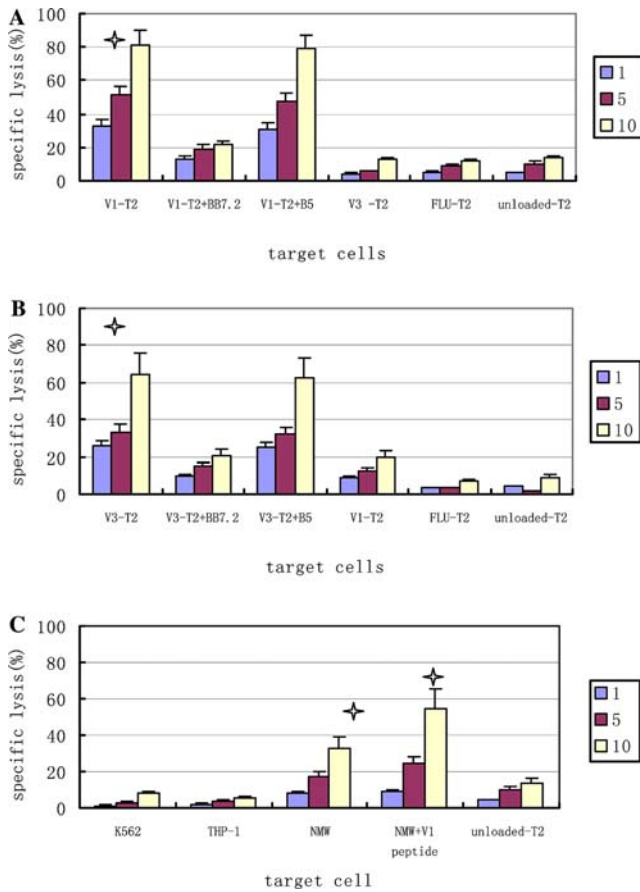 A
specific lysis(%)
100
80
60
40
20
0
V1-T2 V1-T2+BB7.2 V1-T2+B5 V3 -T2 FLU-T2 unloaded-T2
target cells
1
5
10
B
specific lysis(%)
100
80
60
40
20
0
V3-T2 V3-T2+BB7.2 V3-T2+B5 V1-T2 FLU-T2 unloaded-T2
target cells
1
5
10
C
specific lysis(%)
100
80
60
40
20
0
K562 THP-1 NMW NMW+V1 unloaded-T2
peptide
target cell
1
5
10